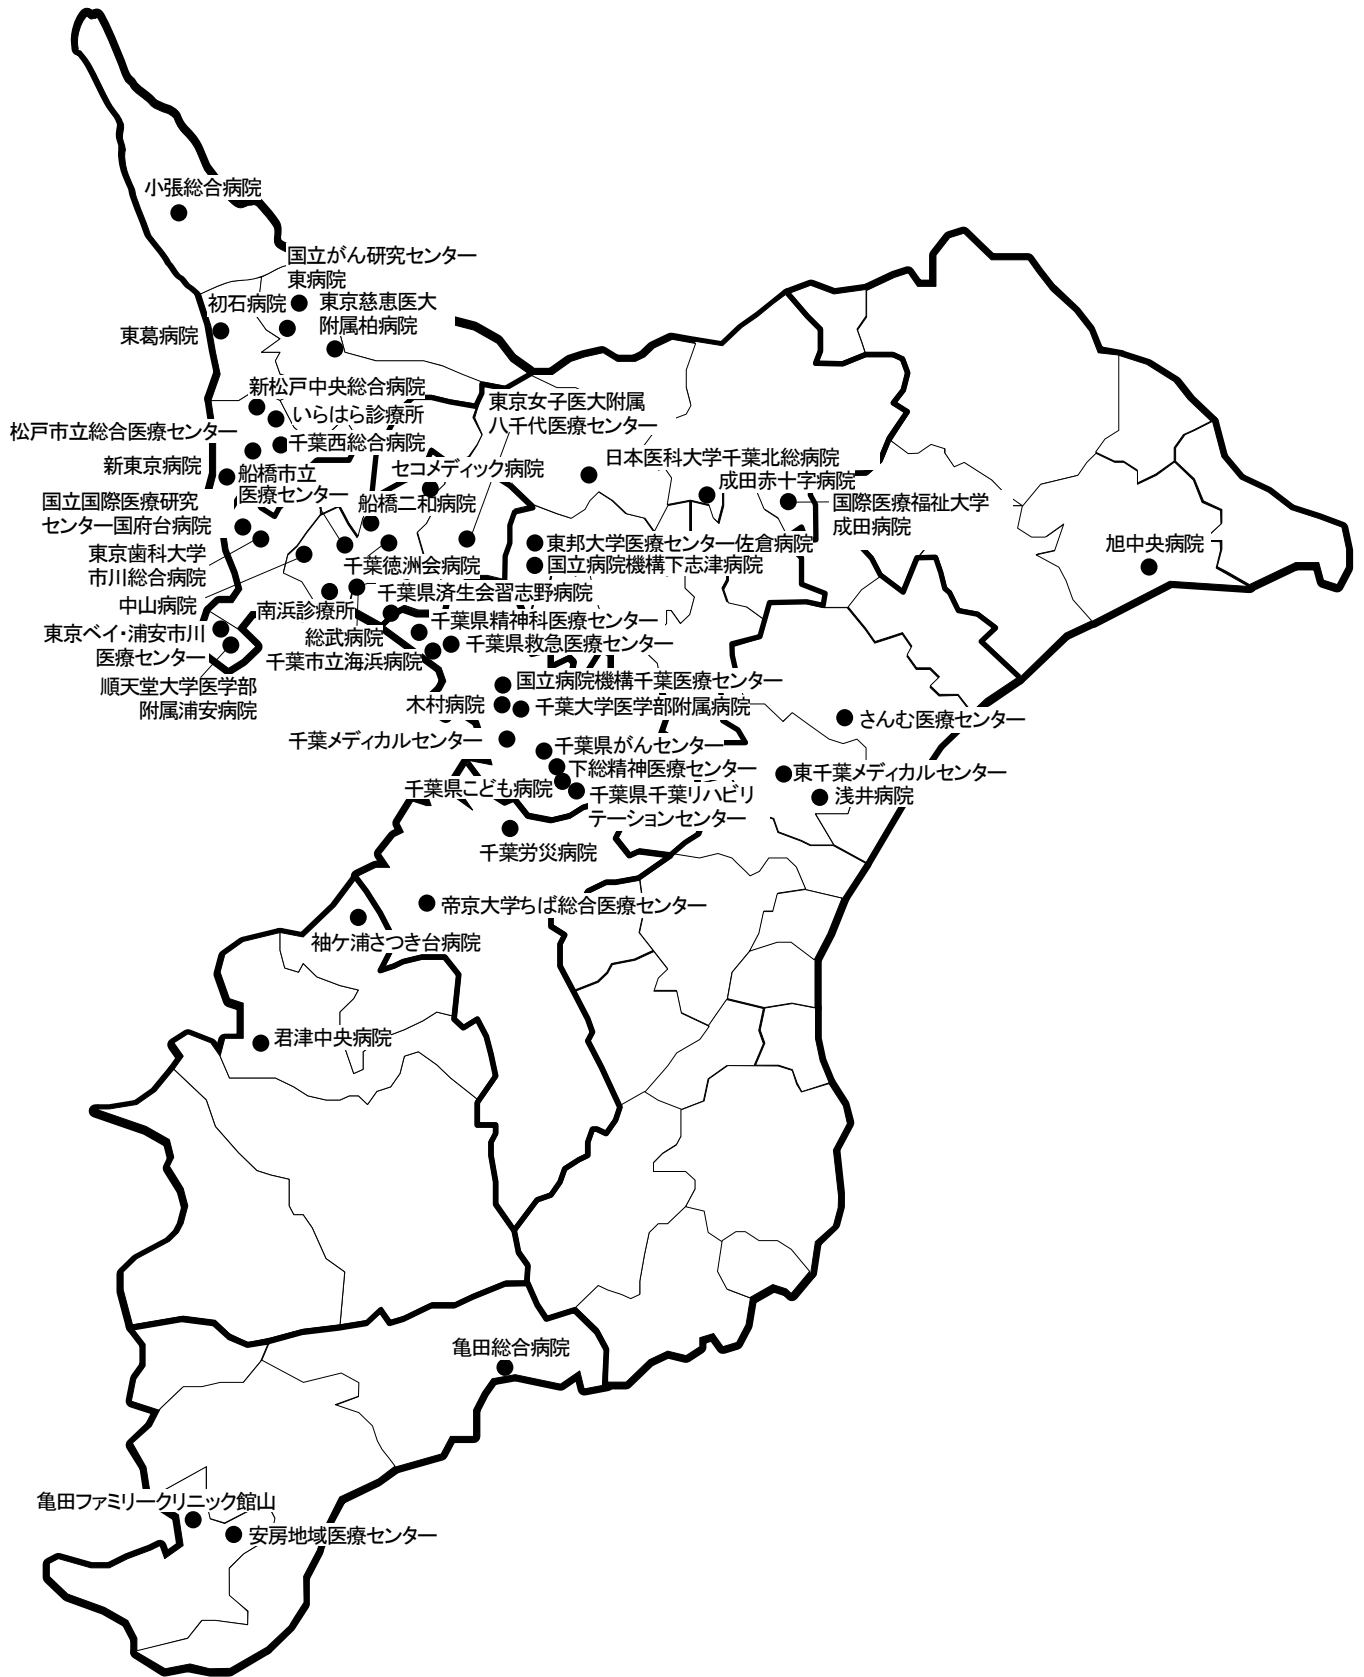 小張総合病院
国立がん研究センター
東病院
初石病院
東京慈恵医大
附属柏病院
東葛病院
新松戸中央総合病院
いらはら診療所
東京女子医大附属
八千代医療センター
松戸市立総合医療センター
千葉西総合病院
新東京病院
セコメディック病院
日本医科大学千葉北総病院
船橋市立
医療センター
成田赤十字病院
国立国際医療研究
センター国府台病院
船橋二和病院
国際医療福祉大学
成田病院
東京歯科大学
市川総合病院
東邦大学医療センター佐倉病院
旭中央病院
千葉徳洲会病院
国立病院機構下志津病院
中山病院
南浜診療所
千葉県済生会習志野病院
東京ベイ・浦安市川
医療センター
総武病院
千葉県精神科医療センター
千葉県救急医療センター
千葉市立海浜病院
順天堂大学医学部
附属浦安病院
国立病院機構千葉医療センター
木村病院
千葉大学医学部附属病院
さんむ医療センター
千葉メディカルセンター
千葉県がんセンター
下総精神医療センター
東千葉メディカルセンター
千葉県こども病院
千葉県千葉リハビリ
テーションセンター
浅井病院
千葉労災病院
帝京大学ちば総合医療センター
袖ケ浦さつき台病院
君津中央病院
亀田総合病院
亀田ファミリークリニック館山
安房地域医療センター